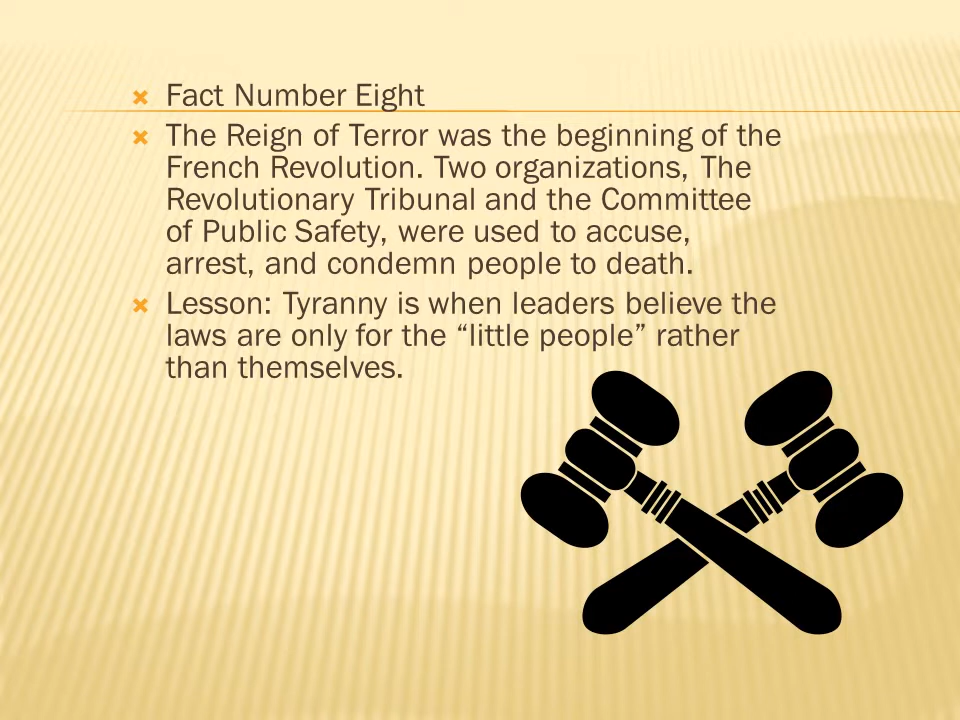 Fact Number Eight
The Reign of Terror was the beginning of the
French Revolution. Two organizations, The
Revolutionary Tribunal and the Committee
of Public Safety, were used to accuse,
arrest, and condemn people to death.
Lesson: Tyranny is when leaders believe the
laws are only for the “little people” rather
than themselves.